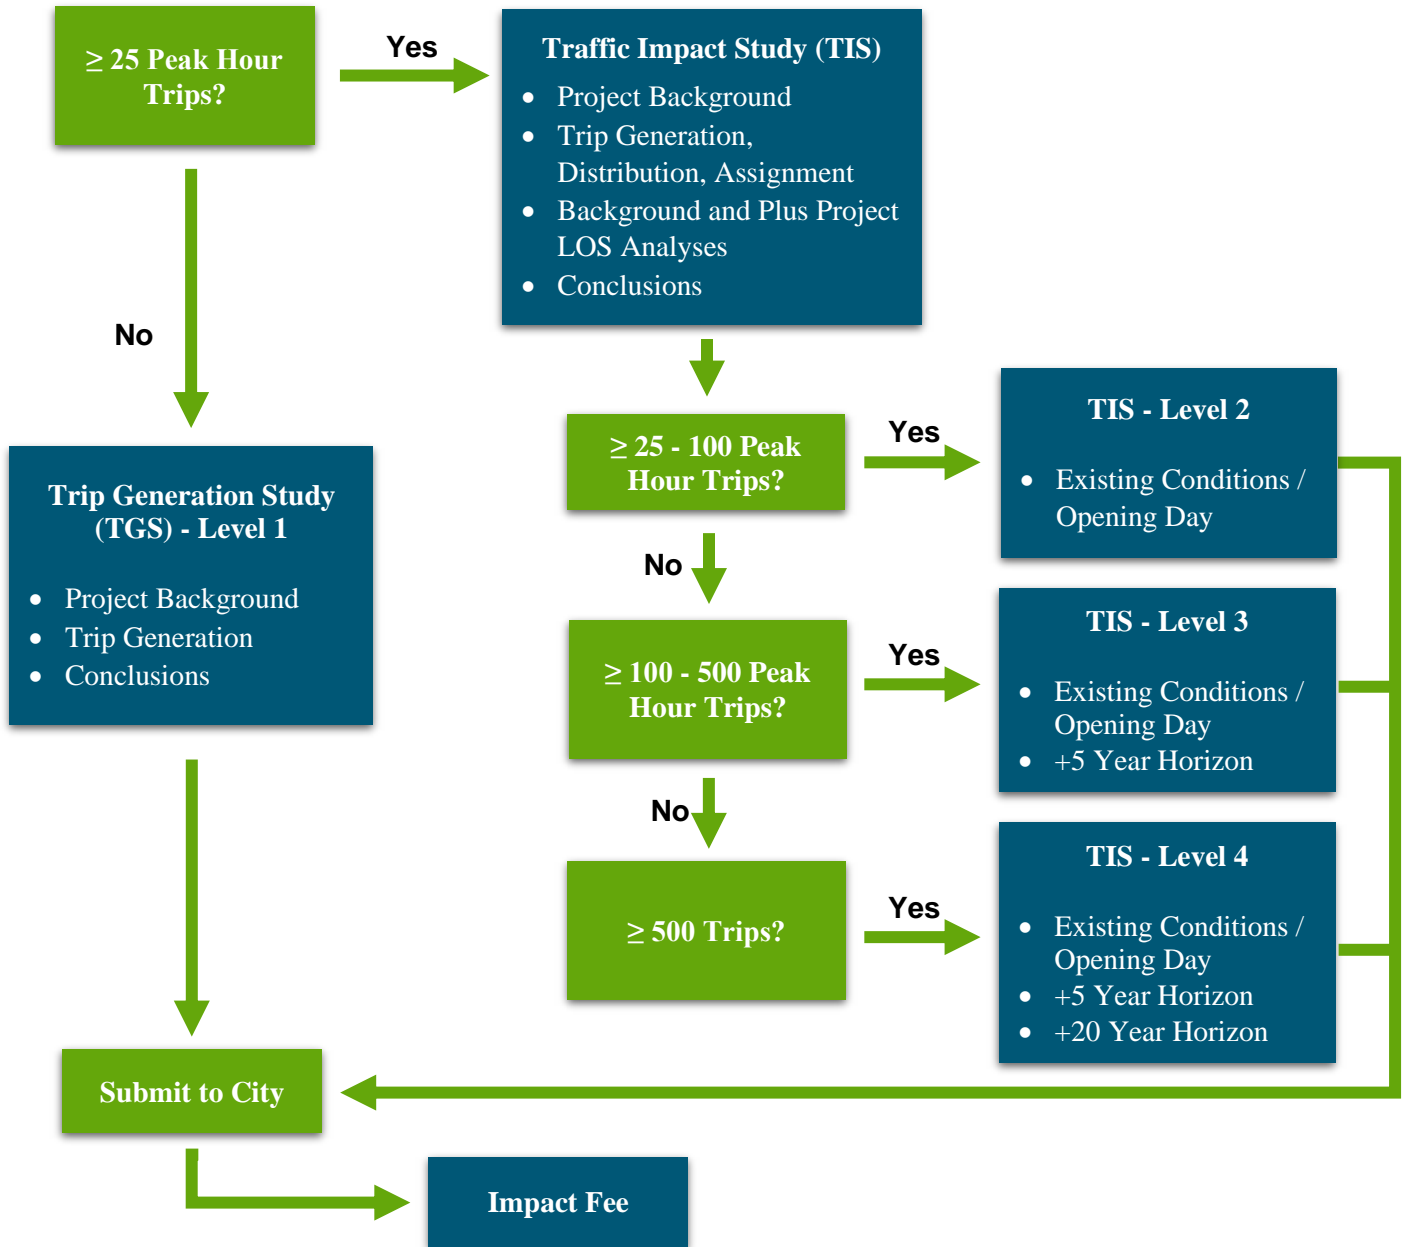 ≥ 25 Peak Hour
Trips?
Yes
Traffic Impact Study (TIS)
• Project Background
• Trip Generation,
Distribution, Assignment
• Background and Plus Project
LOS Analyses
• Conclusions
No
≥ 25 - 100 Peak
Hour Trips?
Yes
TIS - Level 2
• Existing Conditions /
Opening Day
Trip Generation Study
(TGS) - Level 1
• Project Background
• Trip Generation
• Conclusions
No
≥ 100 - 500 Peak
Hour Trips?
Yes
TIS - Level 3
• Existing Conditions /
Opening Day
• +5 Year Horizon
No
≥ 500 Trips?
Yes
TIS - Level 4
• Existing Conditions /
Opening Day
• +5 Year Horizon
• +20 Year Horizon
Submit to City
Impact Fee